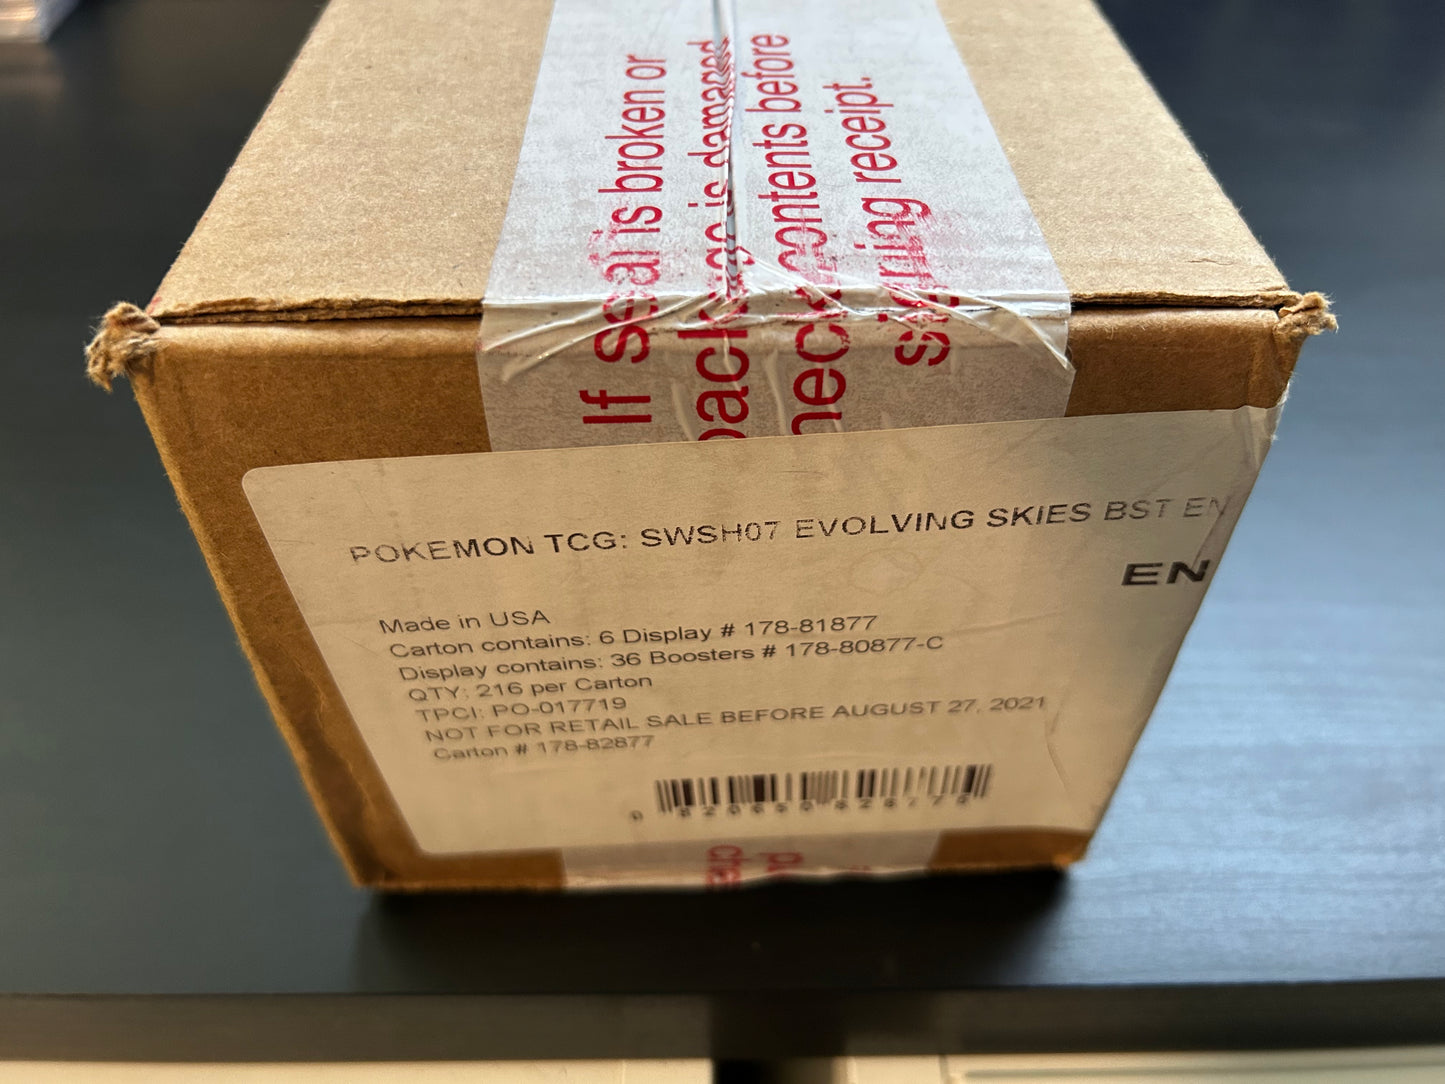 If seal is broken or
package is damaged
check contents before
signing receipt.
POKEMON TCG: SWSH07 EVOLVING SKIES BST EN
EN
Made in USA
Carton contains: 6 Display # 178-81877
Display contains: 36 Boosters # 178-80877-C
QTY: 216 per Carton
TPCI: PO-017719
NOT FOR RETAIL SALE BEFORE AUGUST 27, 2021
Carton # 178-82877